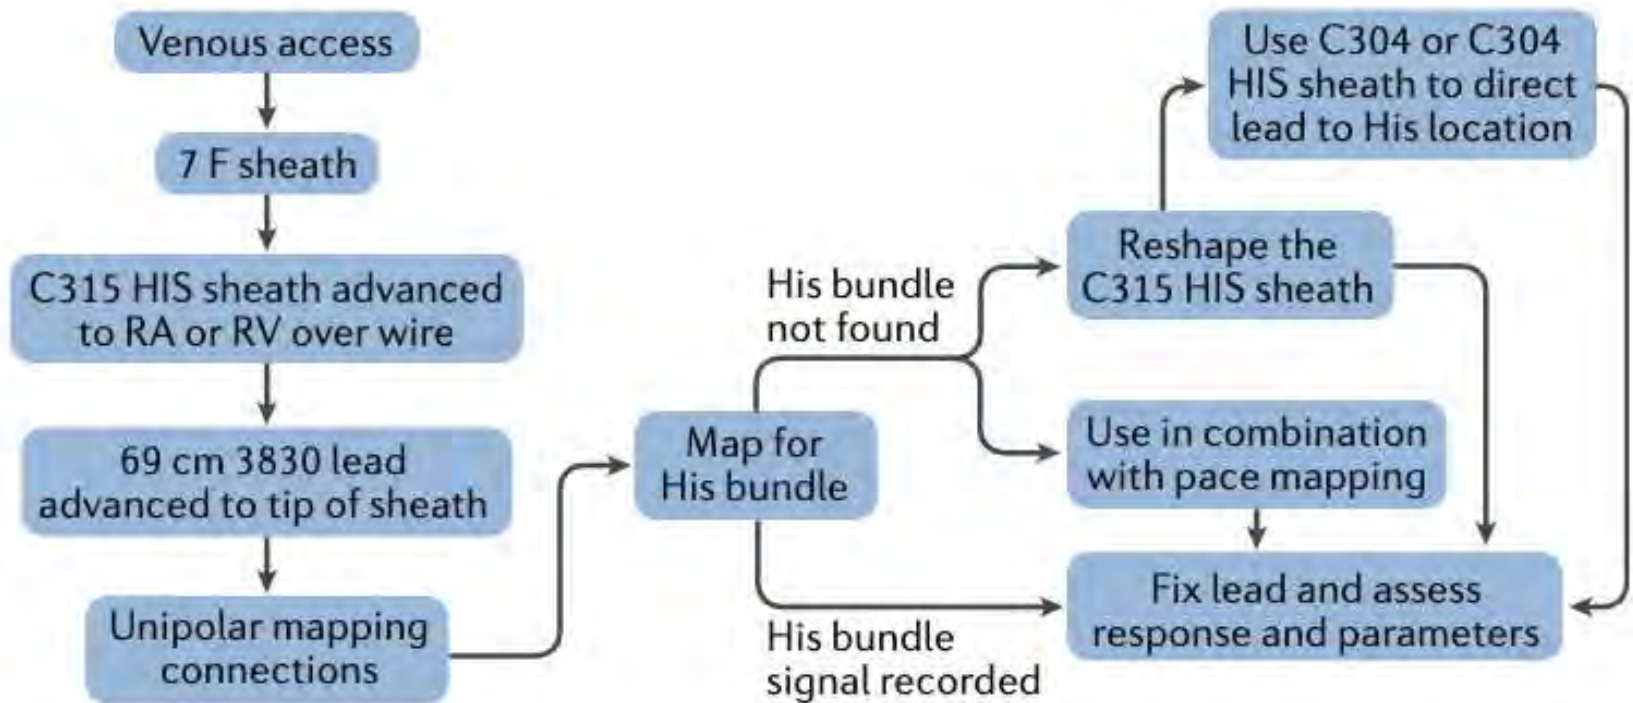 Venous access
7 F sheath
C315 HIS sheath advanced
to RA or RV over wire
69 cm 3830 lead
advanced to tip of sheath
Unipolar mapping
connections
Map for
His bundle
His bundle
not found
His bundle
signal recorded
Use C304 or C304
HIS sheath to direct
lead to His location
Reshape the
C315 HIS sheath
Use in combination
with pace mapping
Fix lead and assess
response and parameters